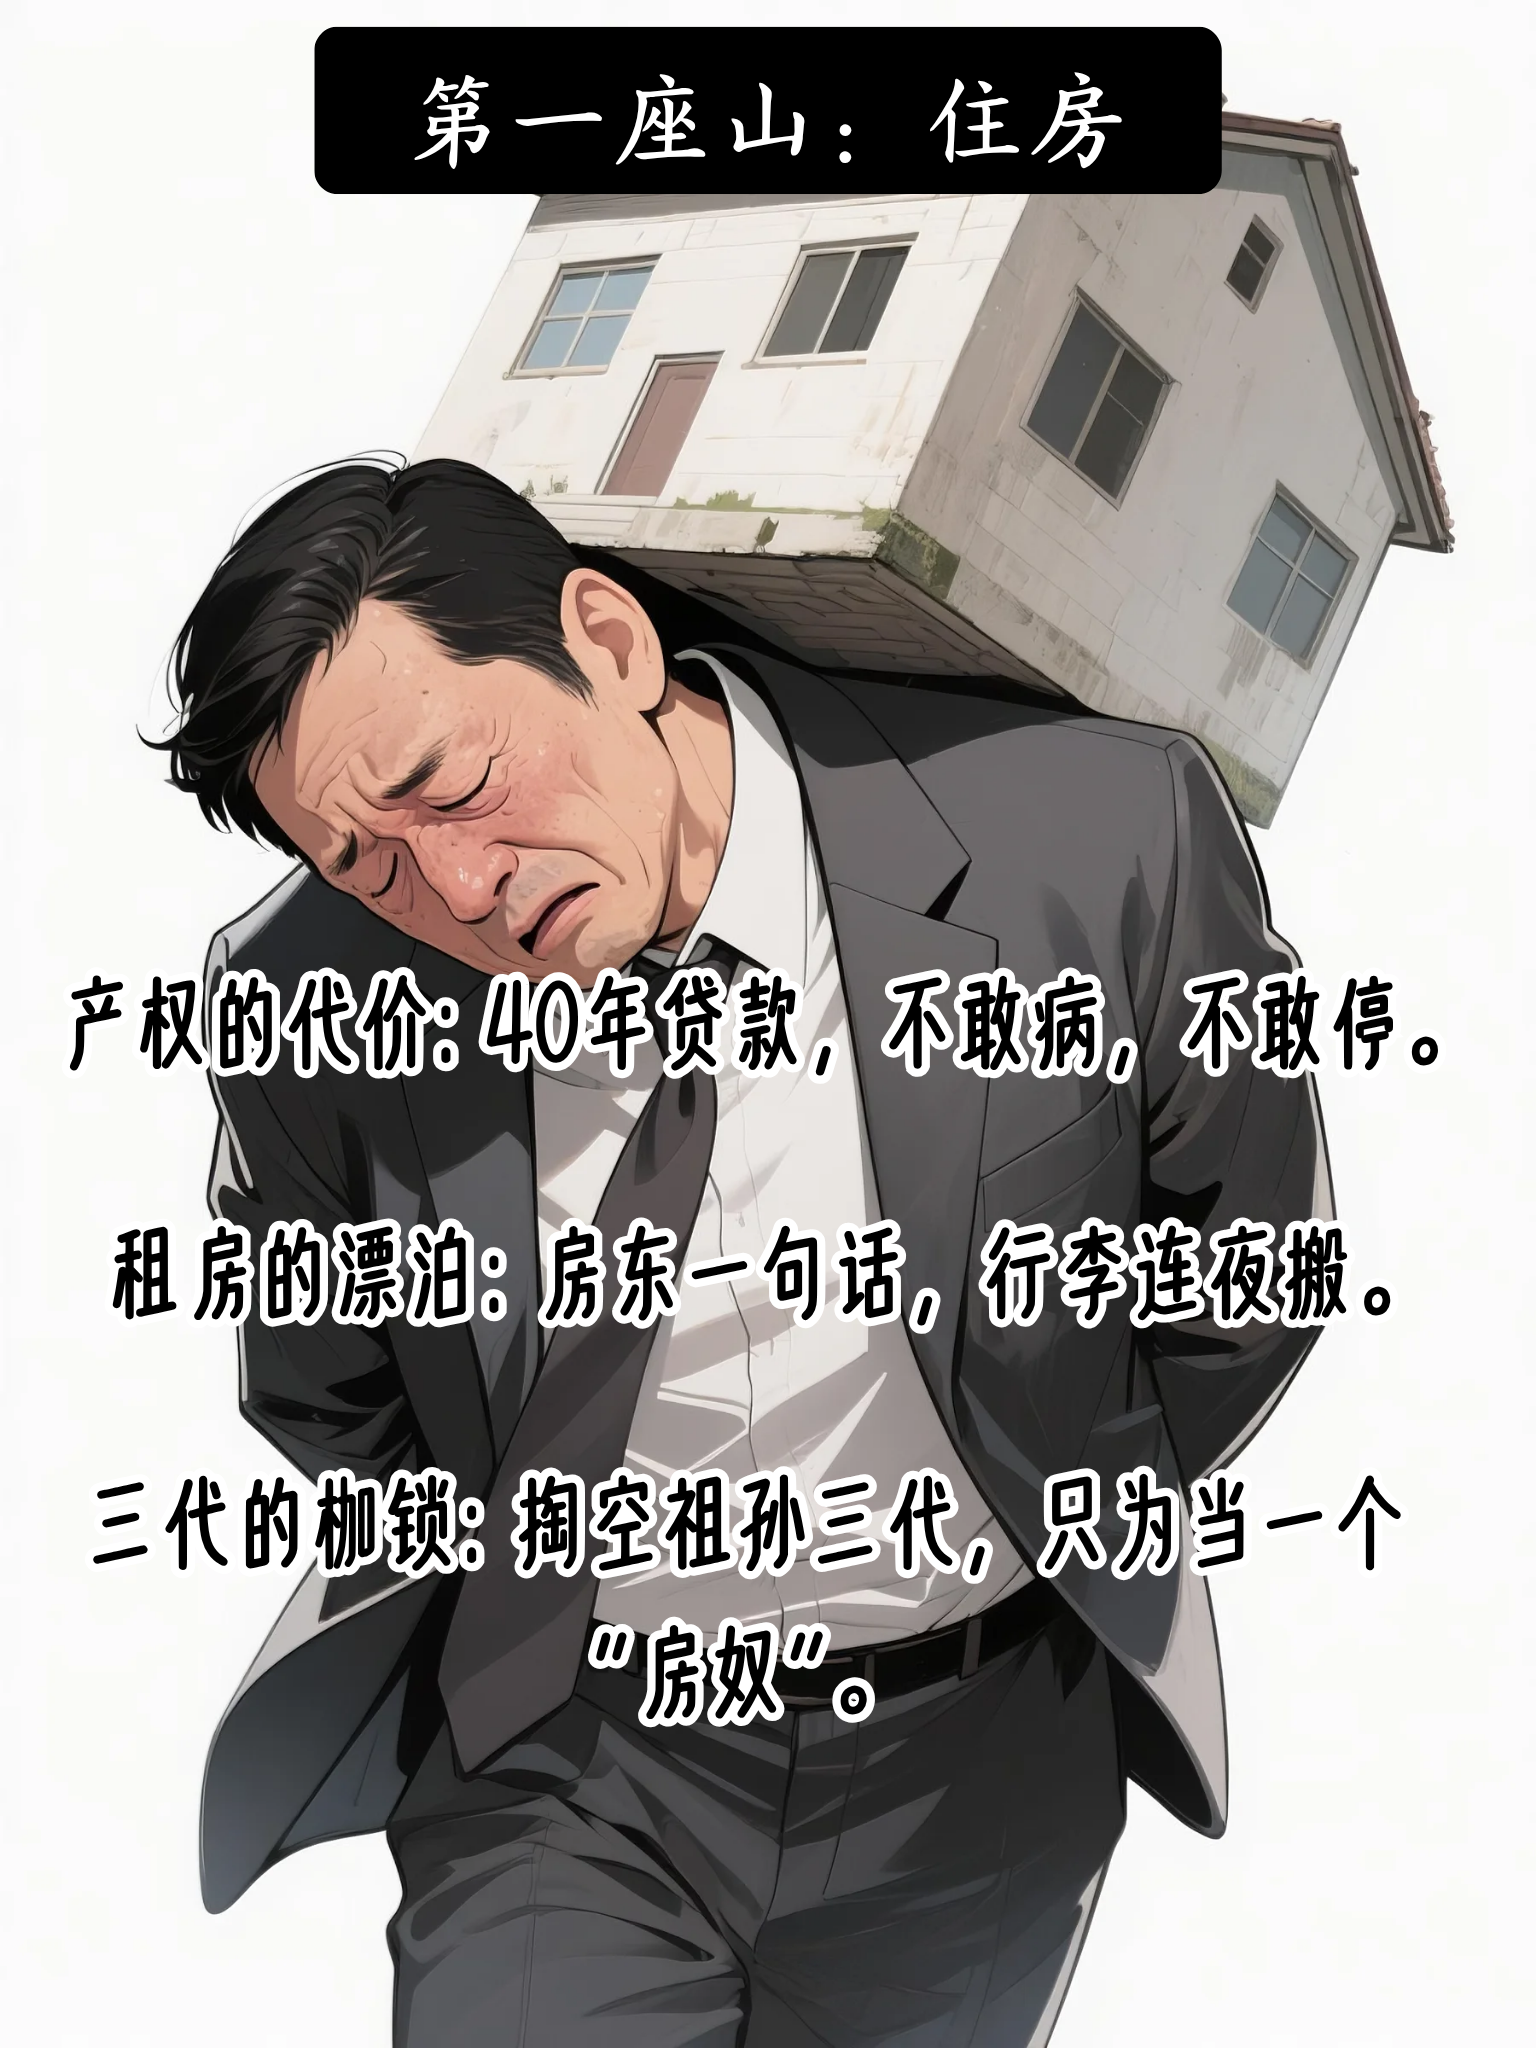 第一座山：住房
产权的代价：40年贷款，不敢病，不敢停。
租房的漂泊：房东一句话，行李连夜搬。
三代的枷锁：掏空祖孙三代，只为当一个
"房奴"。